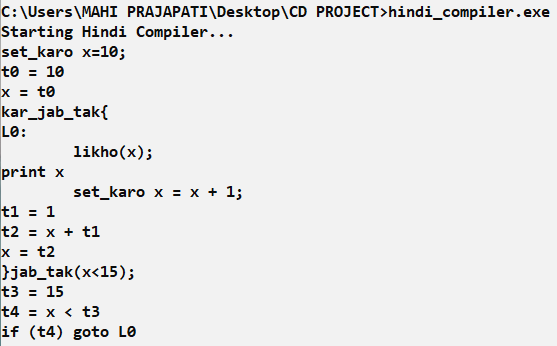 C:\Users\MAHI PRAJAPATI\Desktop\CD PROJECT>hindi_compiler.exe
Starting Hindi Compiler...
set_karo x=10;
t0 = 10
x = t0
kar_jab_tak{
L0:
        likho(x);
print x
        set_karo x = x + 1;
t1 = 1
t2 = x + t1
x = t2
}jab_tak(x<15);
t3 = 15
t4 = x < t3
if (t4) goto L0